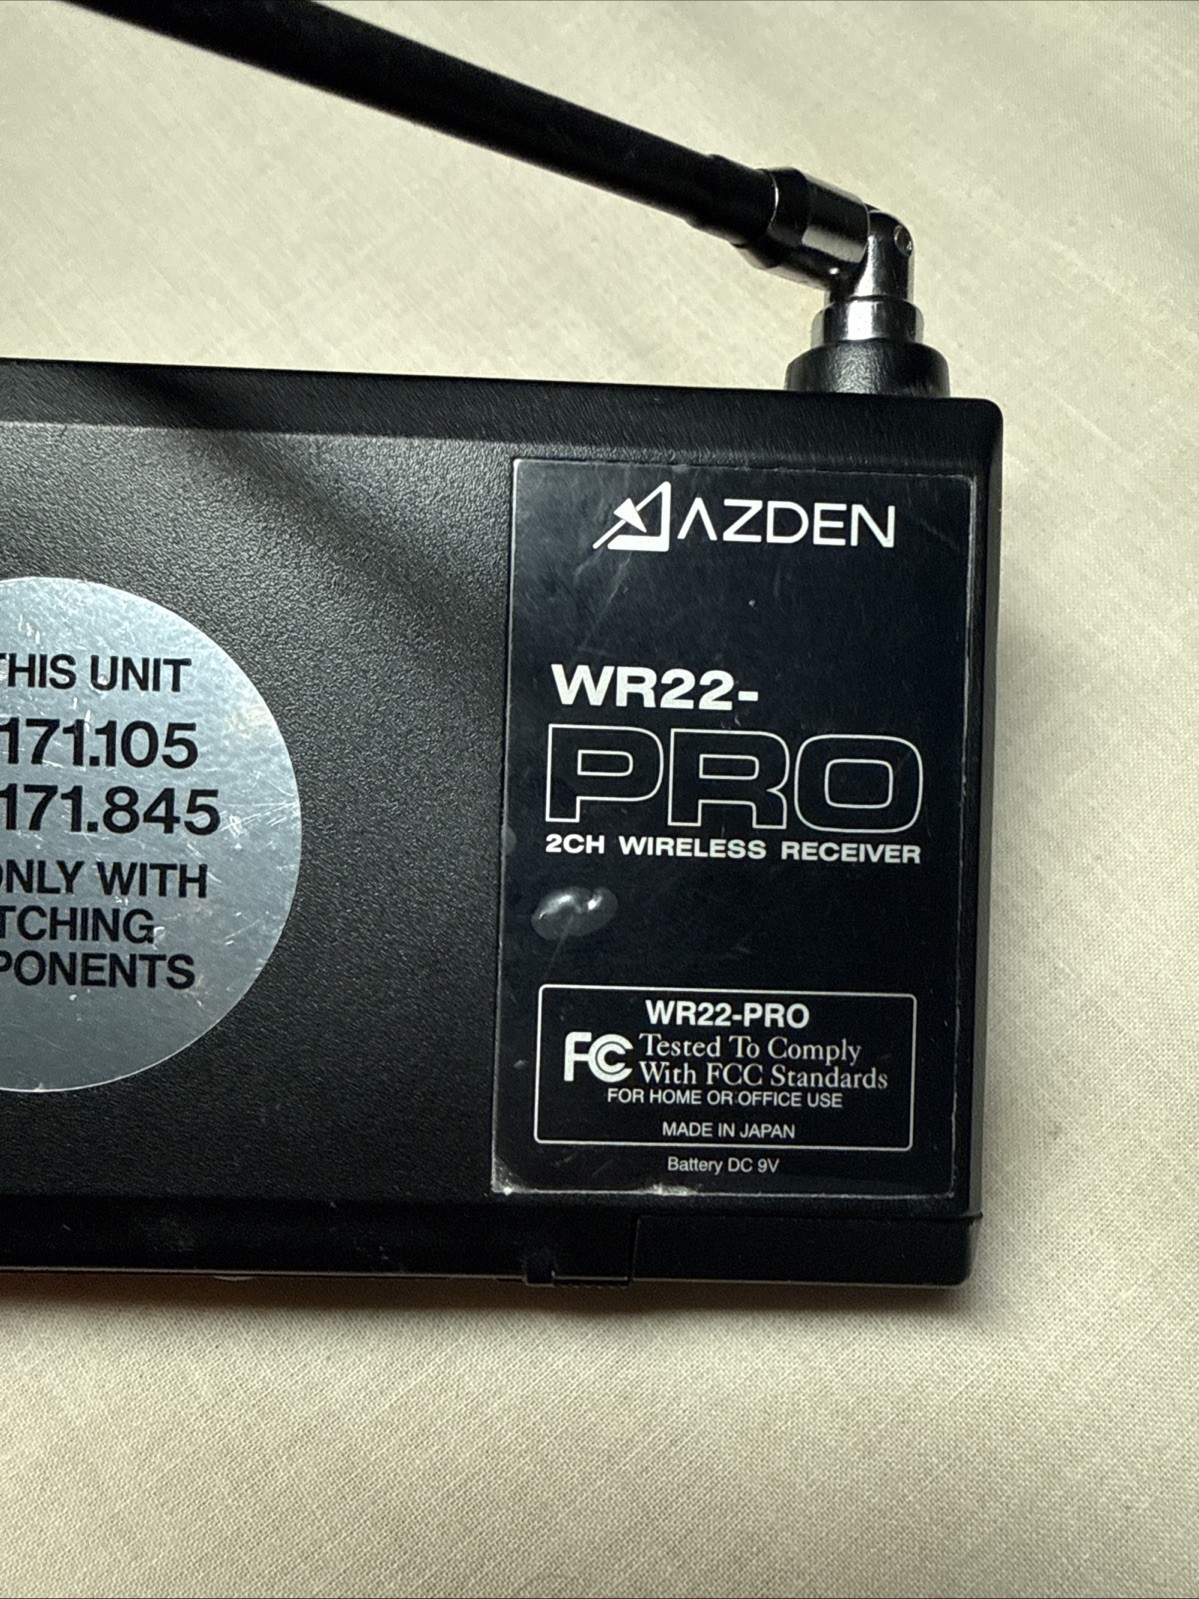 THIS UNIT
171.105
171.845
ONLY WITH
TCHING
PONENTS
AZDEN
WR22-
PRO
2CH WIRELESS RECEIVER
WR22-PRO
FC Tested To Comply
With FCC Standards
FOR HOME OR OFFICE USE
MADE IN JAPAN
Battery DC 9V